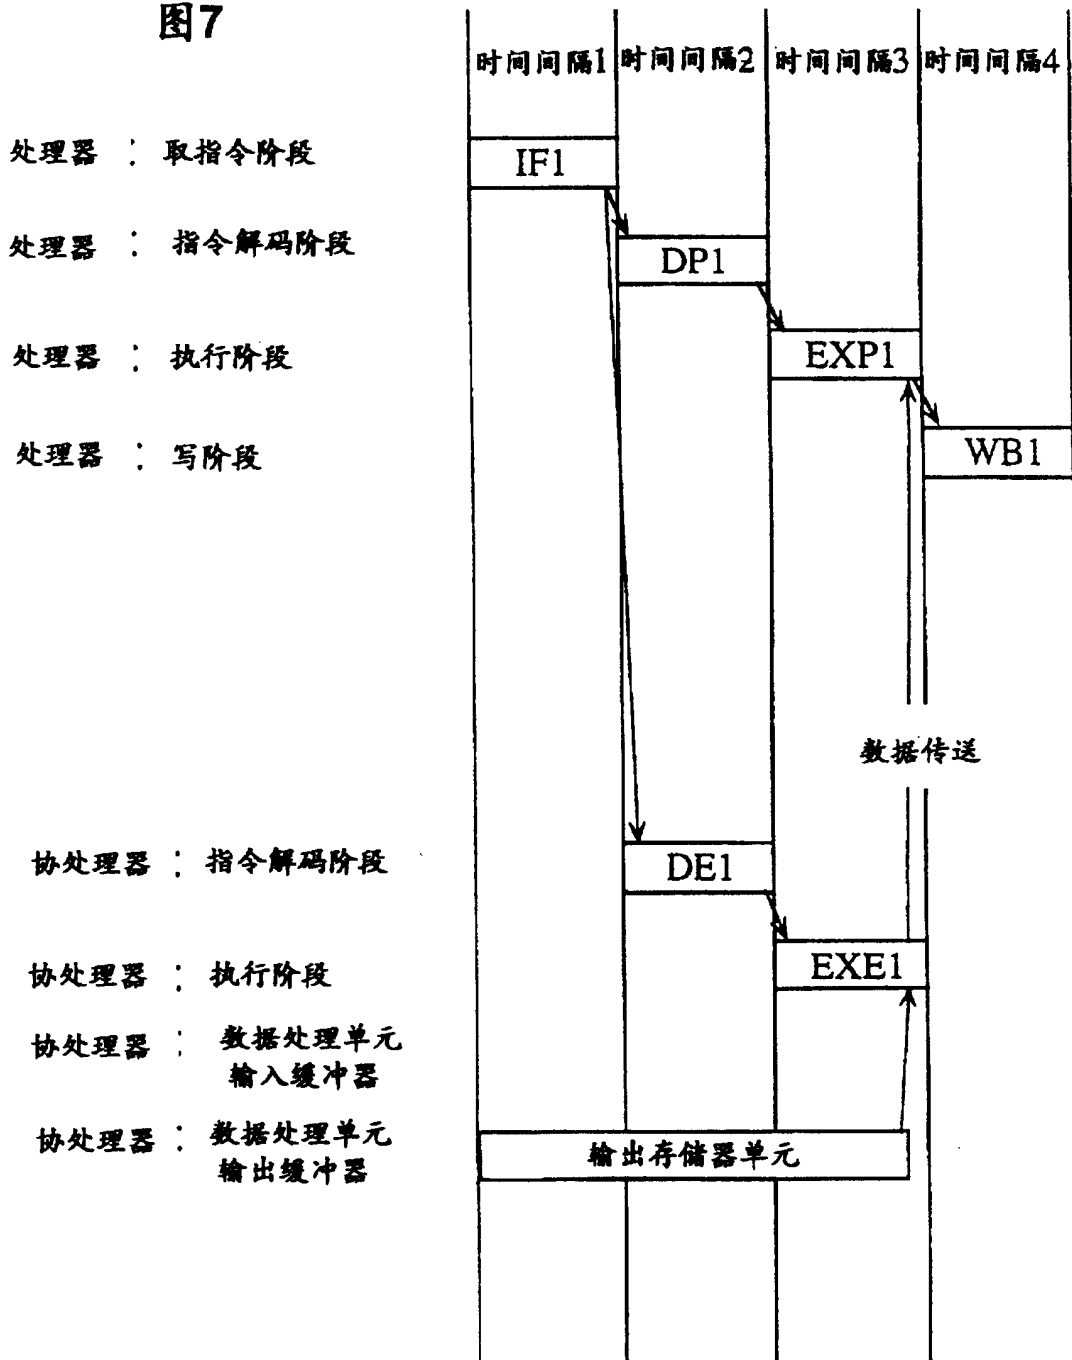 图7
时间间隔1 时间间隔2 时间间隔3 时间间隔4
处理器 : 取指令阶段
IF1
处理器 : 指令解码阶段
DP1
处理器 : 执行阶段
EXP1
处理器 : 写阶段
WB1
数据传送
协处理器 : 指令解码阶段
DE1
协处理器 : 执行阶段
EXE1
协处理器 : 数据处理单元
输入缓冲器
协处理器 : 数据处理单元
输出缓冲器
输出存储器单元